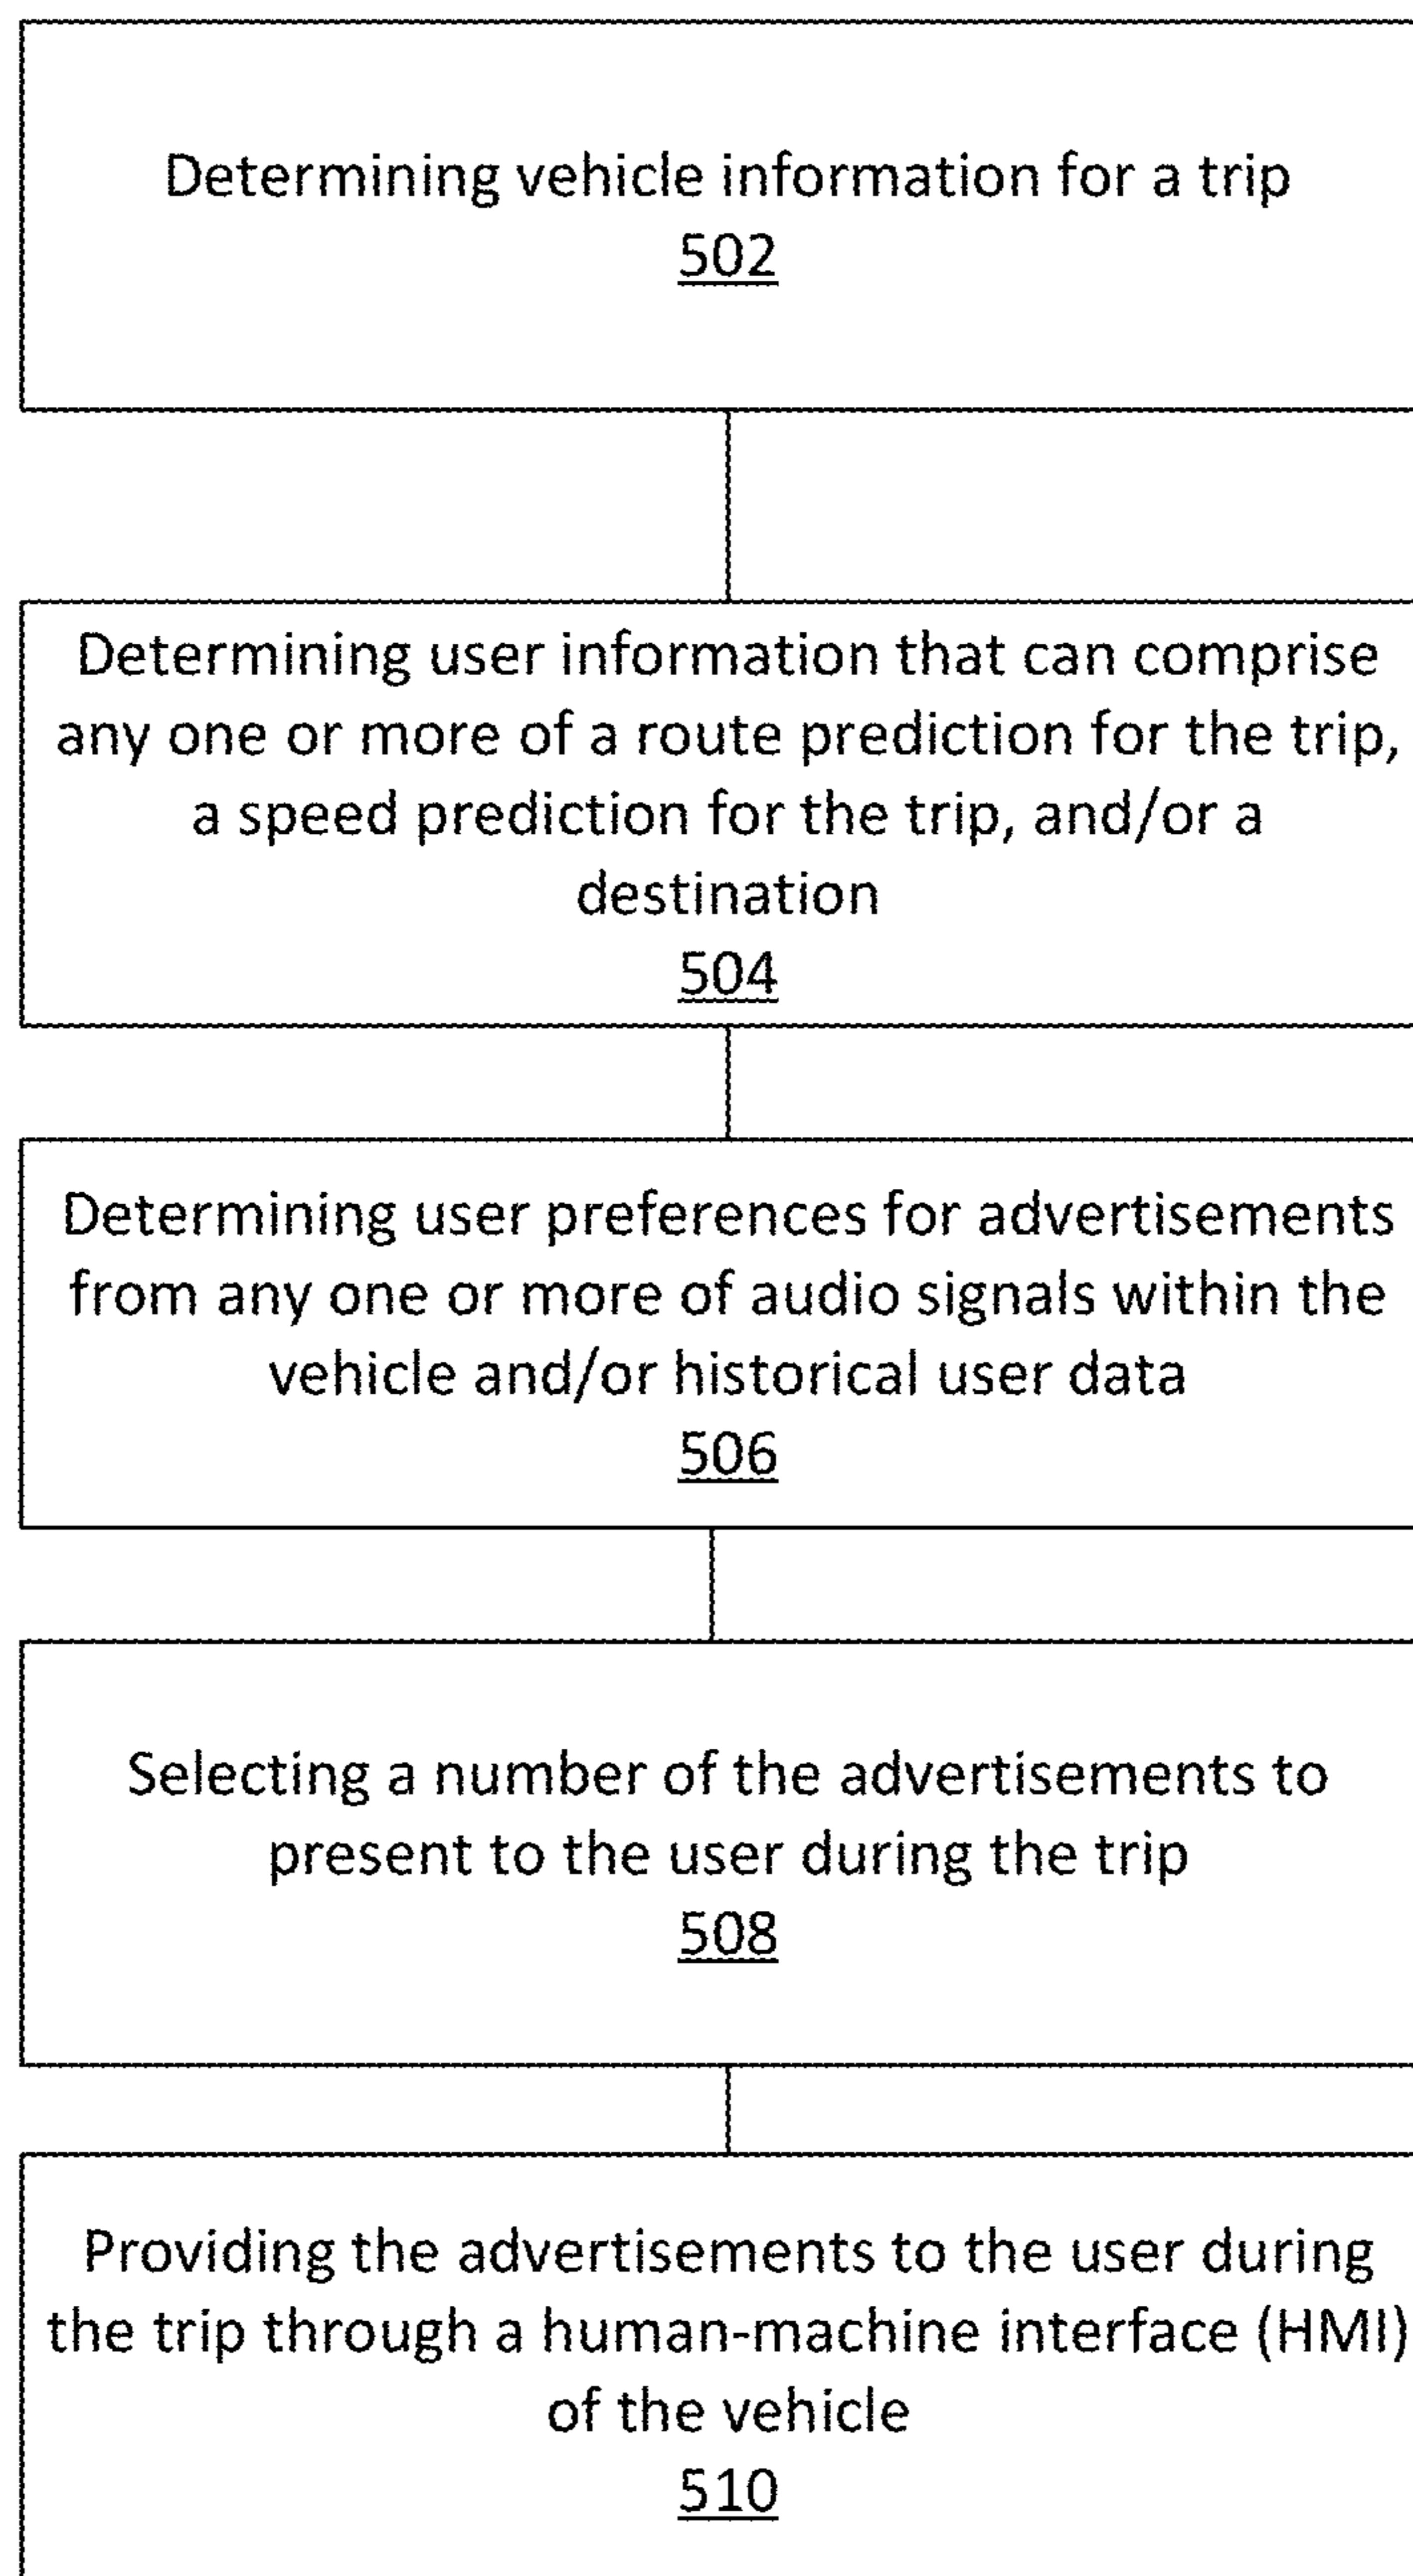 Determining vehicle information for a trip
502
Determining user information that can comprise
any one or more of a route prediction for the trip,
a speed prediction for the trip, and/or a
destination
504
Determining user preferences for advertisements
from any one or more of audio signals within the
vehicle and/or historical user data
506
Selecting a number of the advertisements to
present to the user during the trip
508
Providing the advertisements to the user during
the trip through a human-machine interface (HMI)
of the vehicle
510